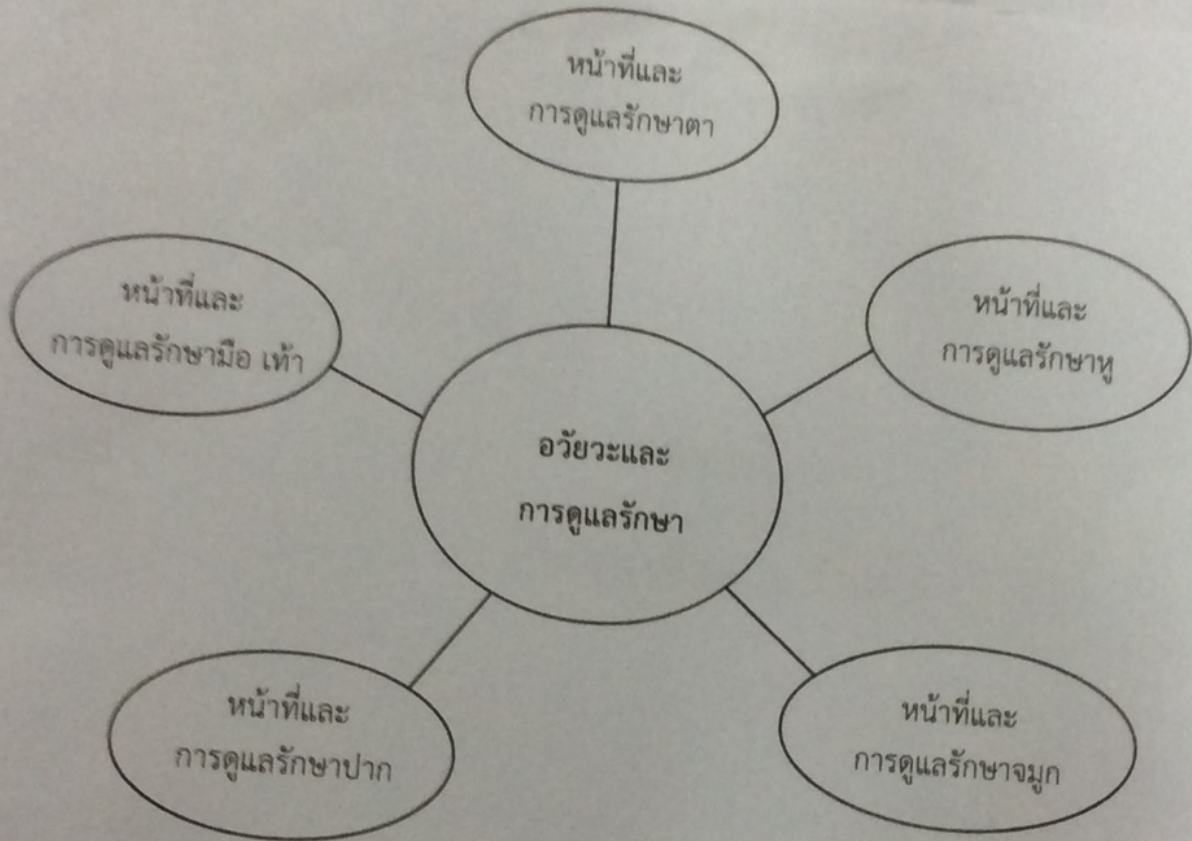 หน้าที่และ
การดูแลรักษาตา
หน้าที่และ
การดูแลรักษามือ เท้า
หน้าที่และ
การดูแลรักษาหู
อวัยวะและ
การดูแลรักษา
หน้าที่และ
การดูแลรักษาปาก
หน้าที่และ
การดูแลรักษาจมูก